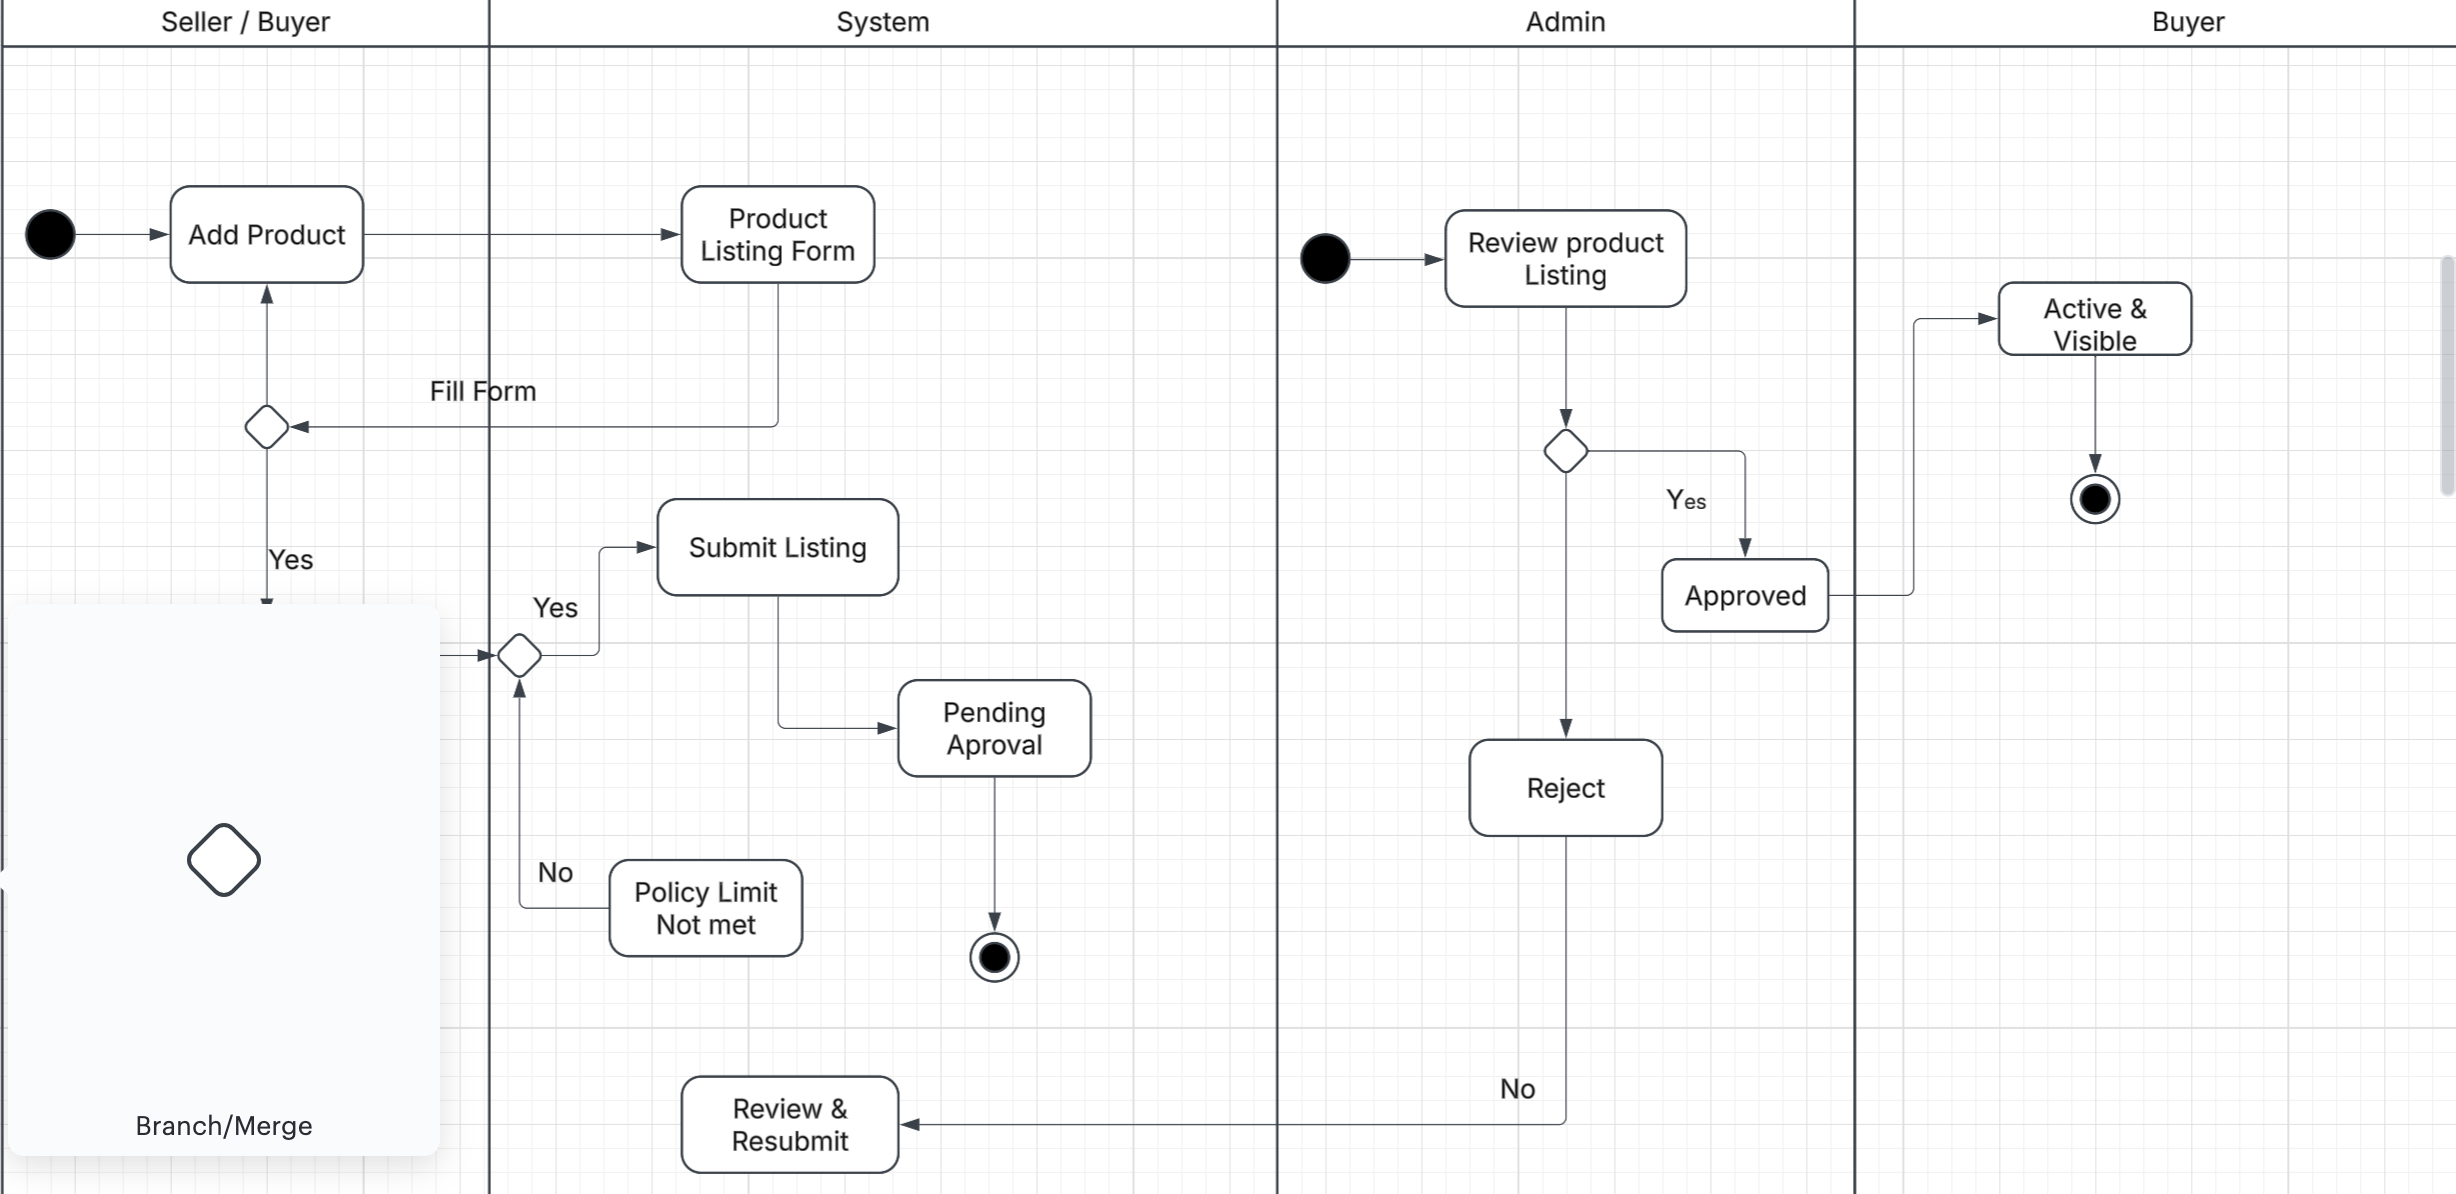 Seller / Buyer
System
Admin
Buyer
Add Product
Product
Listing Form
Review product
Listing
Active &
Visible
Fill Form
Yes
Submit Listing
Yes
Yes
Approved
Pending
Aproval
Reject
No
Policy Limit
Not met
No
Review &
Resubmit
Branch/Merge